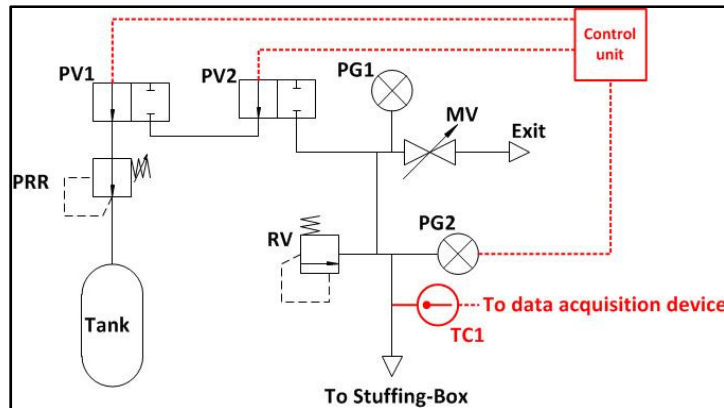 Control
unit
PV1
PV2
PG1
MV
Exit
PRR
RV
PG2
Tank
To data acquisition device
TC1
To Stuffing-Box